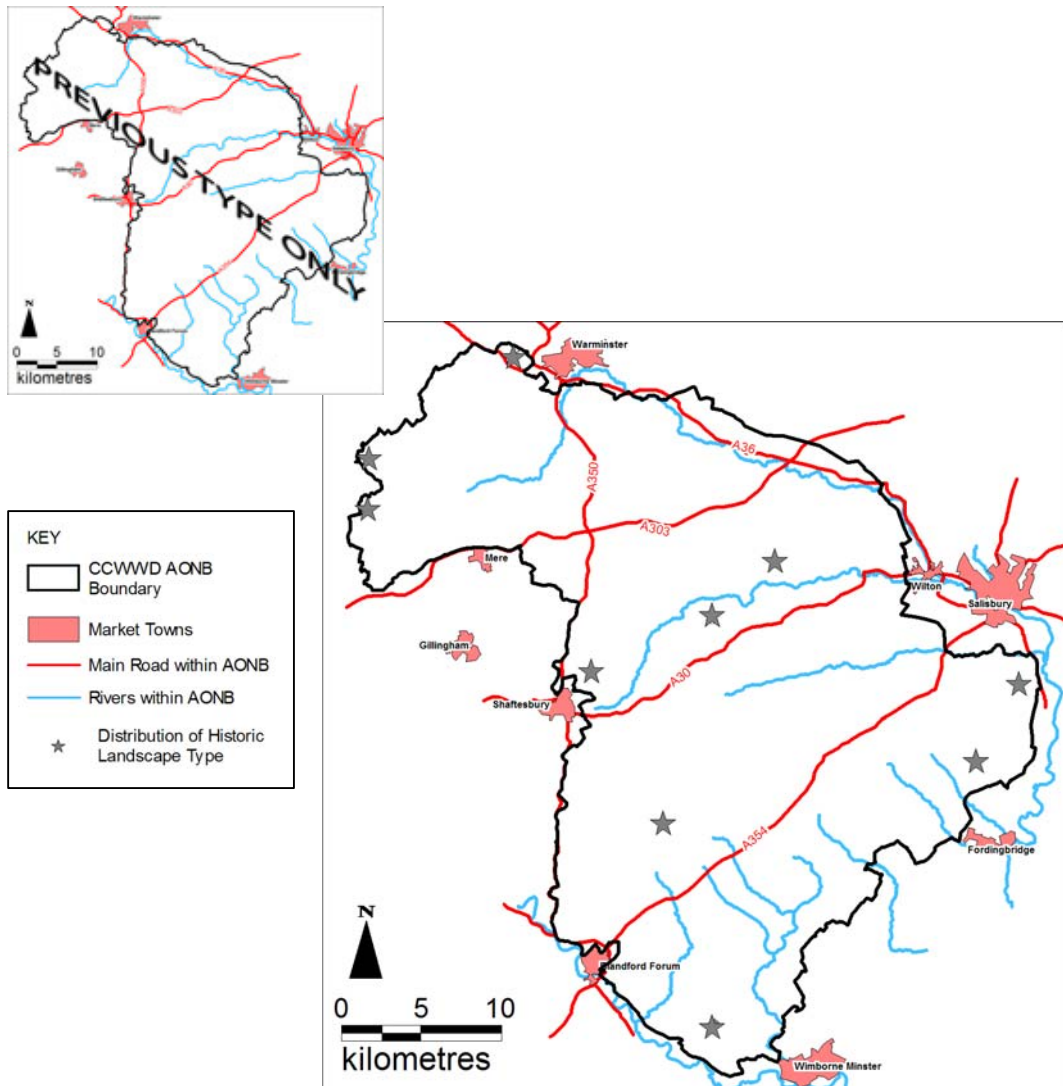 PREVIOUS TYPE ONLY
N
0 5 10
kilometres
KEY
CCWWD AONB
Boundary
Market Towns
Main Road within AONB
Rivers within AONB
Distribution of Historic
Landscape Type
Warminster
A36
A350
A303
Mere
Wilton
Salisbury
Gillingham
Shaftesbury
A30
A354
Fordingbridge
Blandford Forum
Wimborne Minster
N
0 5 10
kilometres